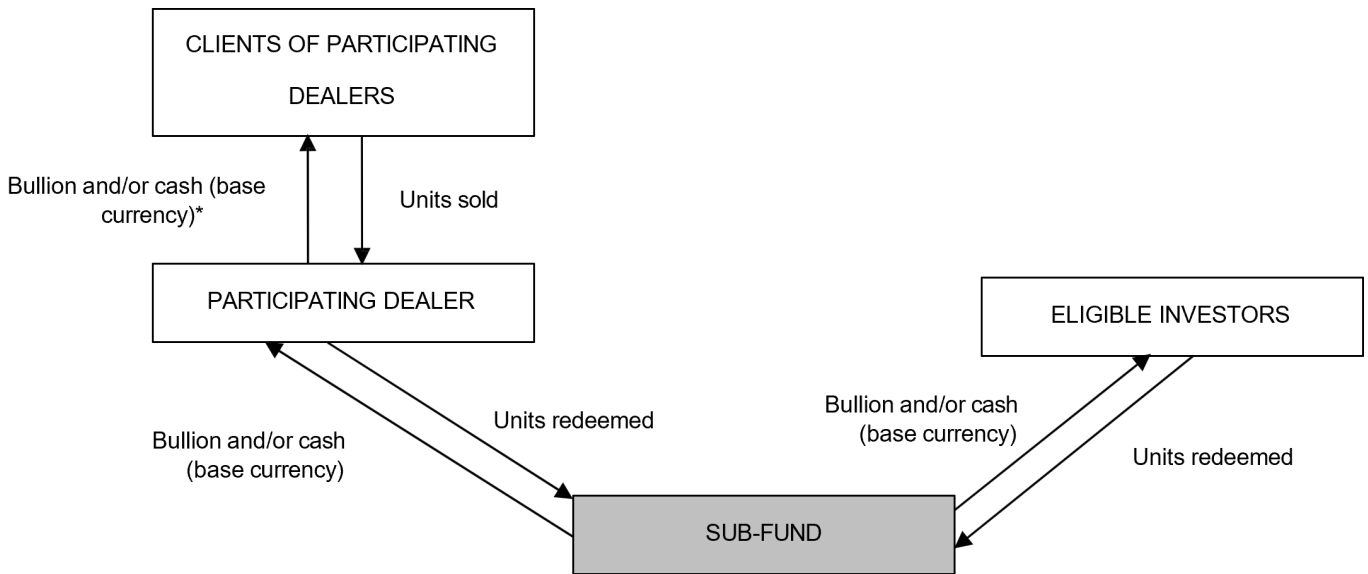 CLIENTS OF PARTICIPATING
DEALERS
Bullion and/or cash (base
currency)*
Units sold
PARTICIPATING DEALER
ELIGIBLE INVESTORS
Bullion and/or cash
(base currency)
Units redeemed
Bullion and/or cash
(base currency)
Units redeemed
SUB-FUND